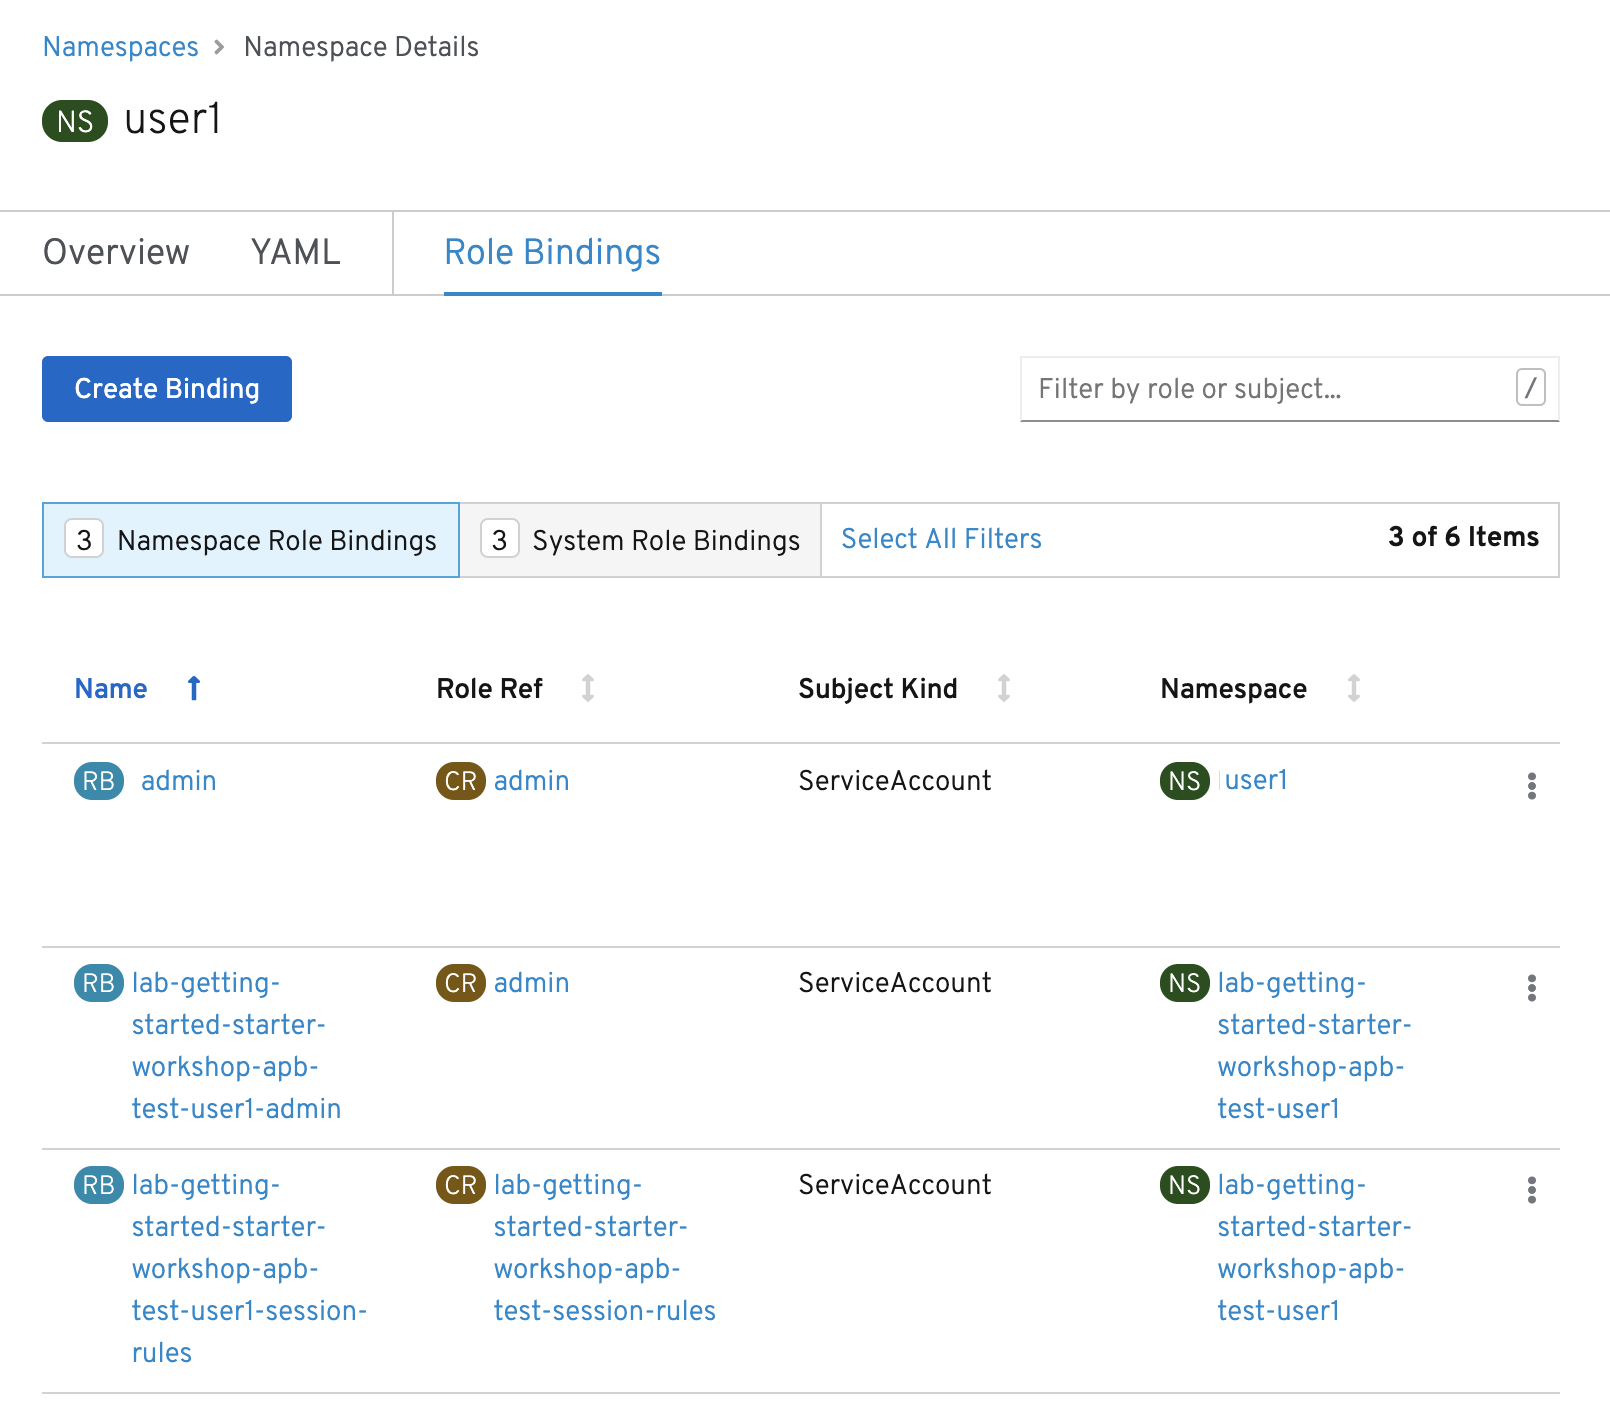 Namespaces > Namespace Details
NS user1
Overview YAML Role Bindings
Create Binding Filter by role or subject... /
3 Namespace Role Bindings 3 System Role Bindings Select All Filters 3 of 6 Items
Name Role Ref Subject Kind Namespace
RB admin CR admin ServiceAccount NS user1
RB lab-getting- CR admin ServiceAccount NS lab-getting-
started-starter- started-starter-
workshop-apb- workshop-apb-
test-user1-admin test-user1
RB lab-getting- CR lab-getting- ServiceAccount NS lab-getting-
started-starter- started-starter- started-starter-
workshop-apb- workshop-apb- workshop-apb-
test-user1-session- test-session-rules test-user1
rules